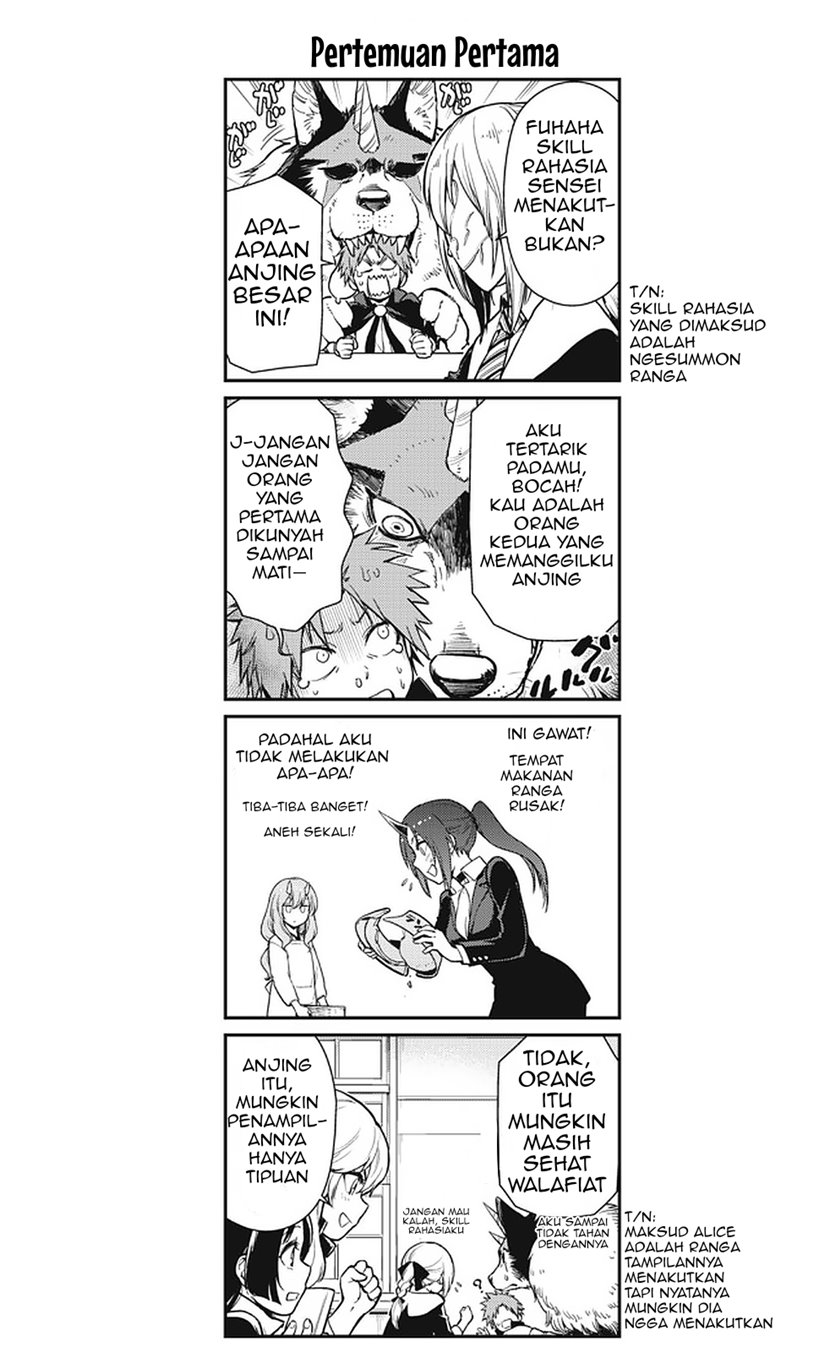 Pertemuan Pertama
FUHAHA
SKILL
RAHASIA
SENSEI
MENAKUT-
KAN
BUKAN?
APA-
APAAN
ANJING
BESAR
INI!
T/N:
SKILL RAHASIA
YANG DIMAKSUD
ADALAH
NGESUMMON
RANGA
AKU
TERTARIK
PADAMU,
BOCAH!
KAU ADALAH
ORANG
KEDUA YANG
MEMANGGILKU
ANJING
J-JANGAN
JANGAN
ORANG
YANG
PERTAMA
DIKUNYAH
SAMPAI
MATI—
INI GAWAT!
TEMPAT
MAKANAN
RANGA
RUSAK!
PADAHAL AKU
TIDAK MELAKUKAN
APA-APA!
TIBA-TIBA BANGET!
ANEH SEKALI!
TIDAK,
ORANG
ITU
MUNGKIN
MASIH
SEHAT
WALAFIAT
AKU SAMPAI
TIDAK TAHAN
DENGANNYA
JANGAN MAU
KALAH, SKILL
RAHASIAKU
ANJING
ITU,
MUNGKIN
PENAMPIL-
ANNYA
HANYA
TIPUAN
?
T/N:
MAKSUD ALICE
ADALAH RANGA
TAMPILANNYA
MENAKUTKAN
TAPI NYATANYA
MUNGKIN DIA
NGGA MENAKUTKAN